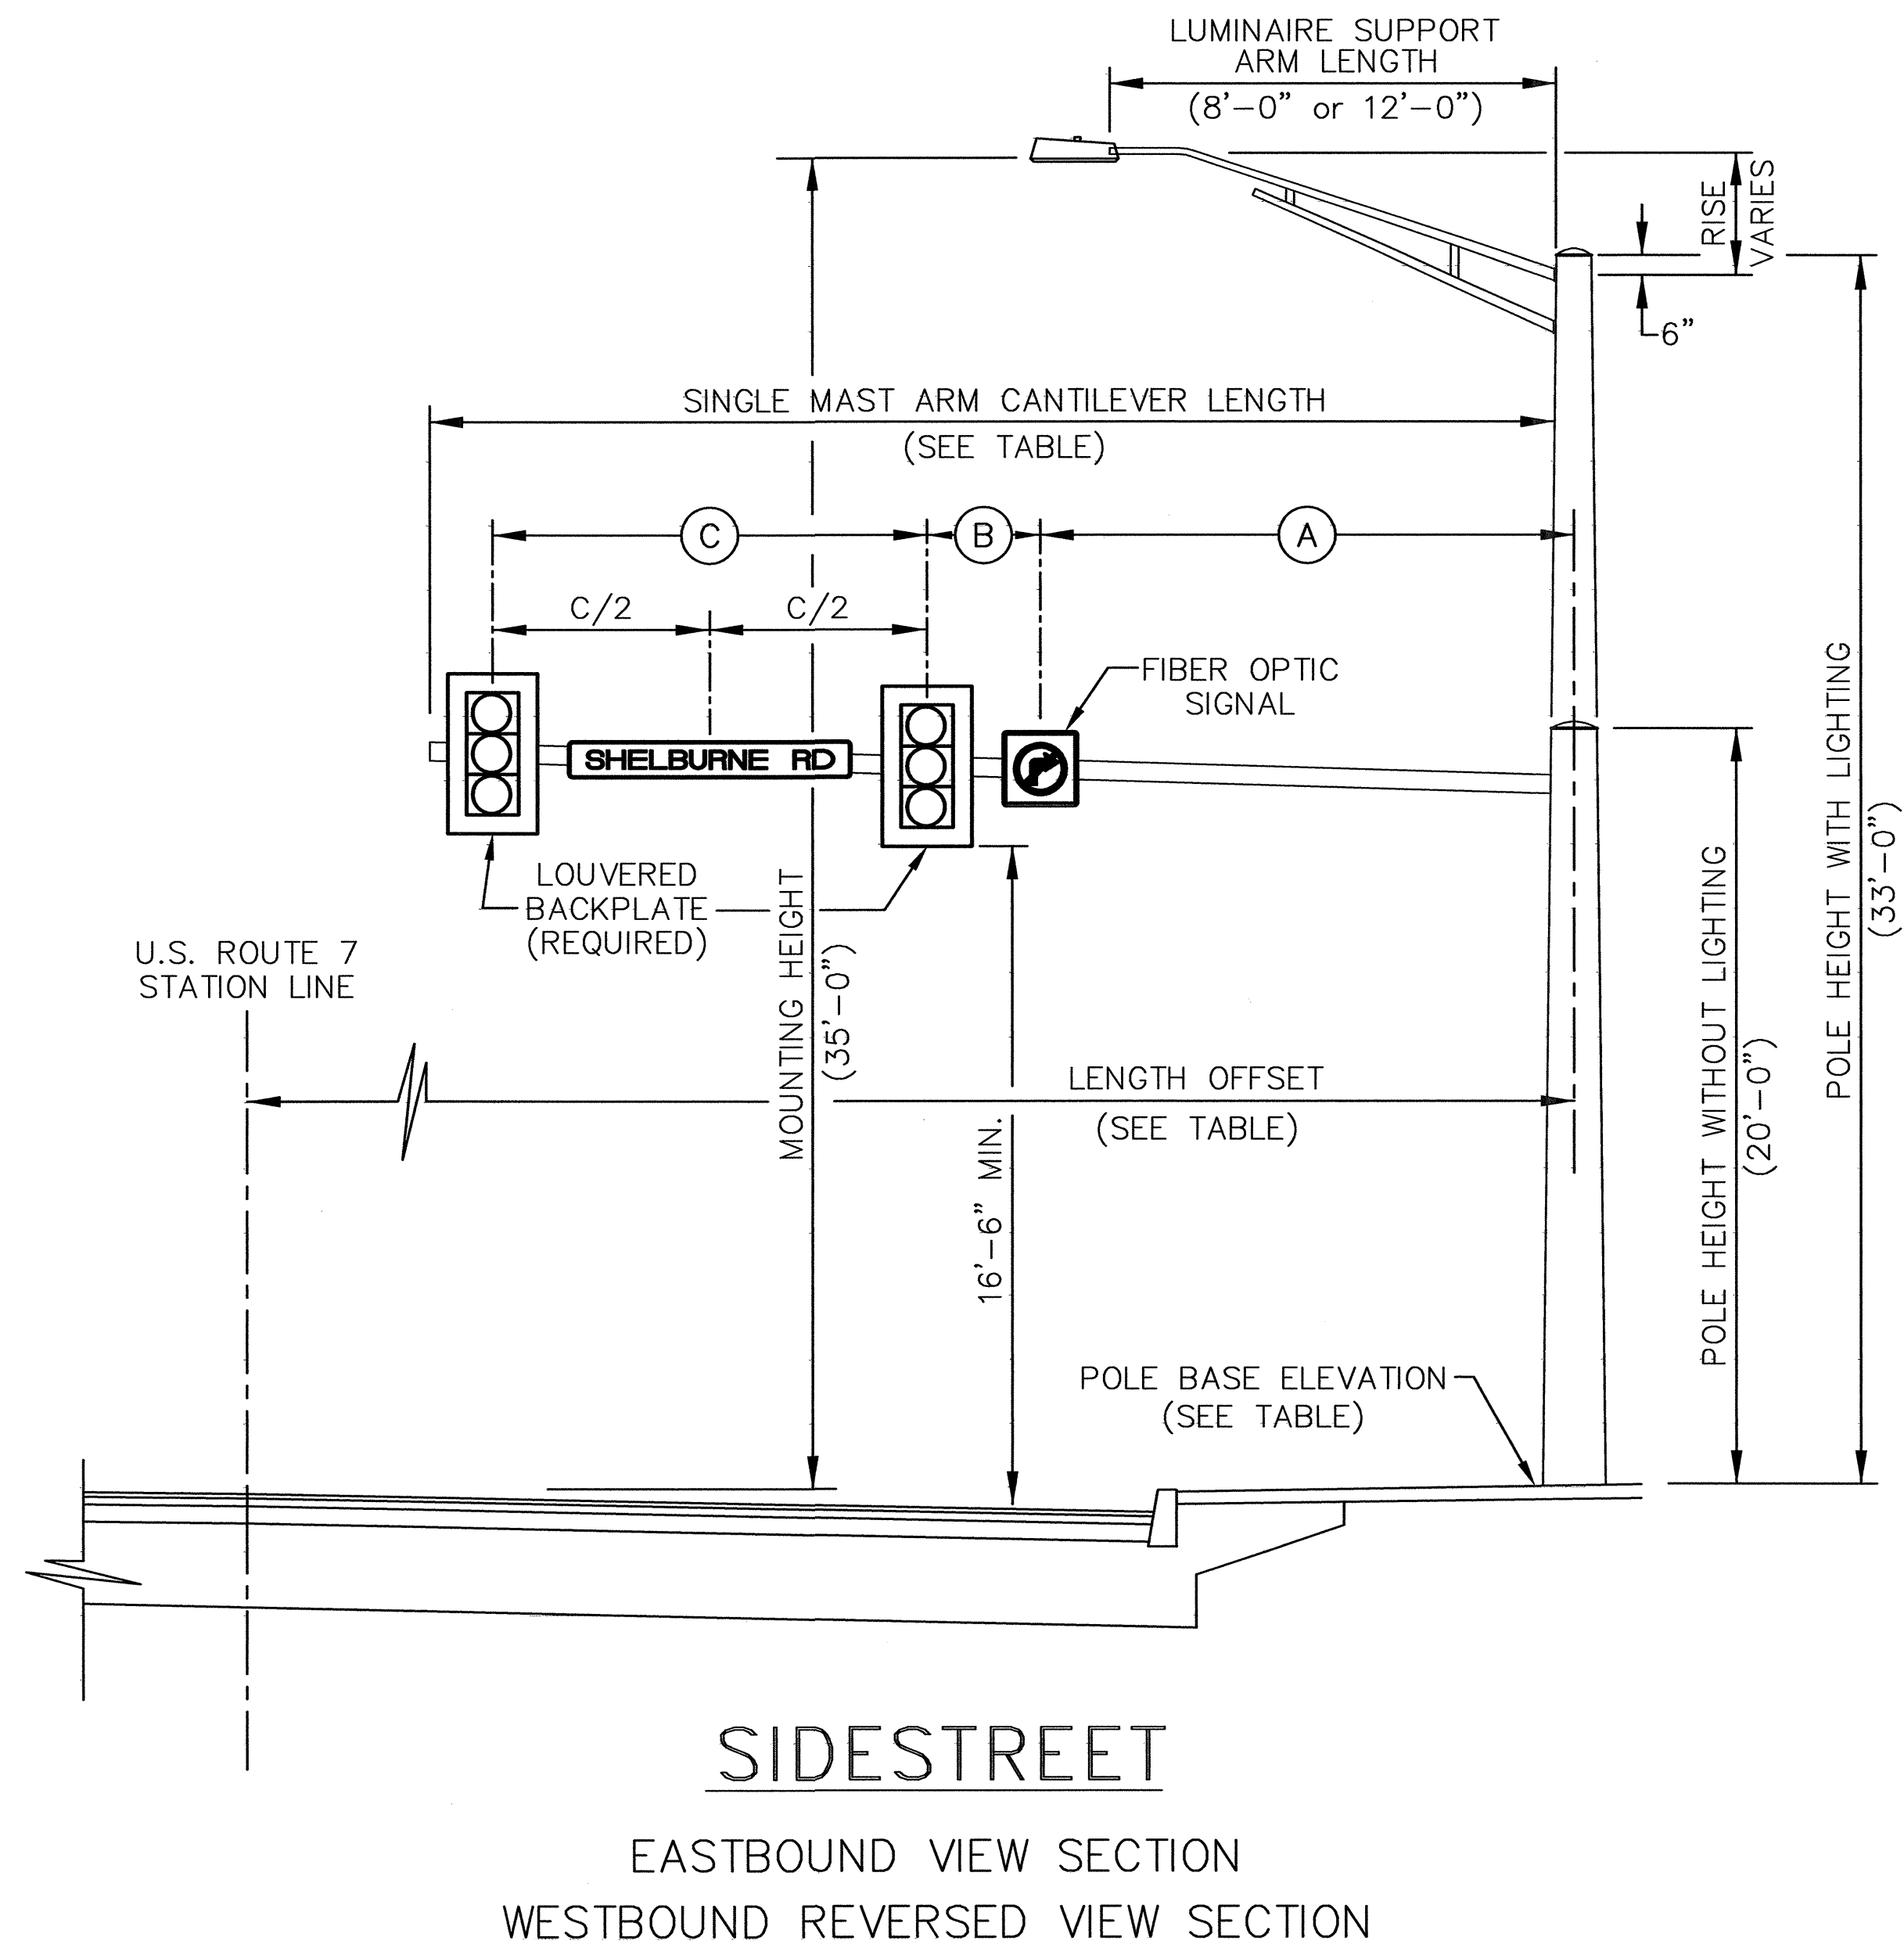 LUMINAIRE SUPPORT
ARM LENGTH
(8'-0" or 12'-0")
RISE
VARIES
6"
SINGLE MAST ARM CANTILEVER LENGTH
(SEE TABLE)
C
B
A
C/2
C/2
FIBER OPTIC
SIGNAL
SHELBURNE RD
LOUVERED
BACKPLATE
(REQUIRED)
U.S. ROUTE 7
STATION LINE
MOUNTING HEIGHT
(35'-0")
LENGTH OFFSET
(SEE TABLE)
16'-6" MIN.
POLE HEIGHT WITHOUT LIGHTING
(20'-0")
POLE HEIGHT WITH LIGHTING
(33'-0")
POLE BASE ELEVATION
(SEE TABLE)
SIDESTREET
EASTBOUND VIEW SECTION
WESTBOUND REVERSED VIEW SECTION